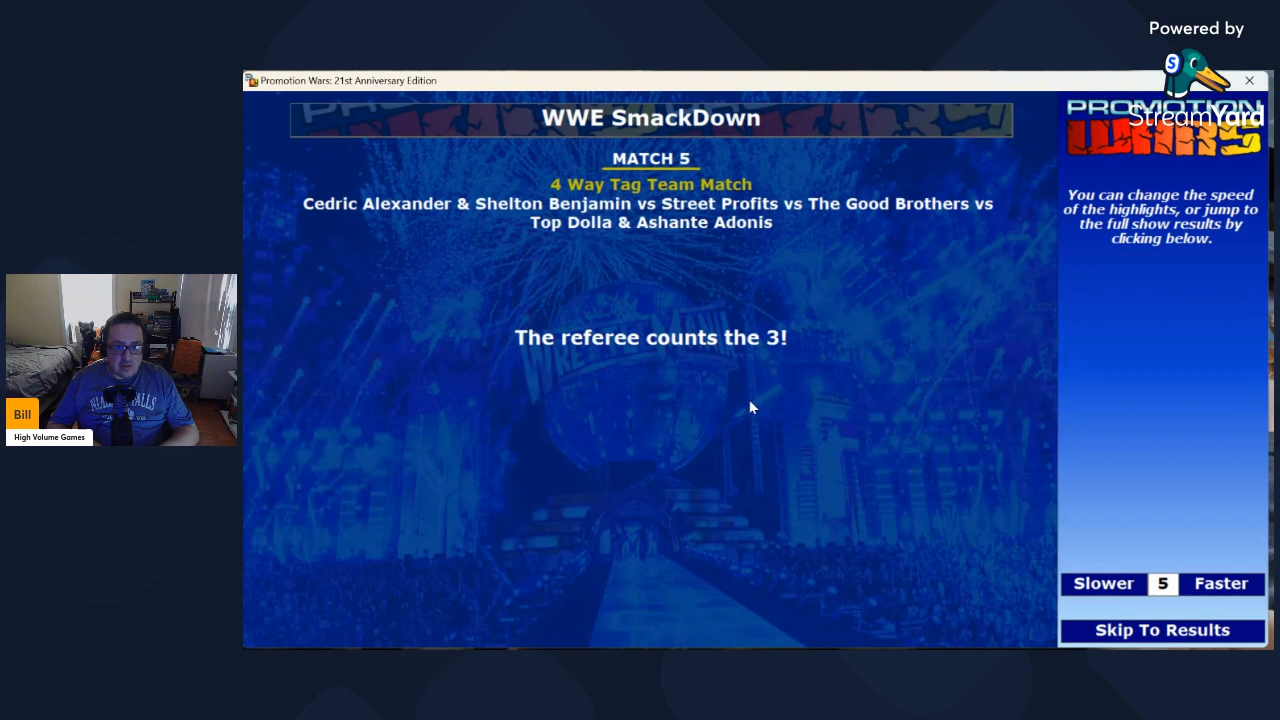 Powered by
StreamYard
Promotion Wars: 21st Anniversary Edition
WWE SmackDown
MATCH 5
4 Way Tag Team Match
Cedric Alexander & Shelton Benjamin vs Street Profits vs The Good Brothers vs
Top Dolla & Ashante Adonis
The referee counts the 3!
PROMOTION
WARS
You can change the speed
of the highlights, or jump to
the full show results by
clicking below.
Slower 5 Faster
Skip To Results
Bill
High Volume Games